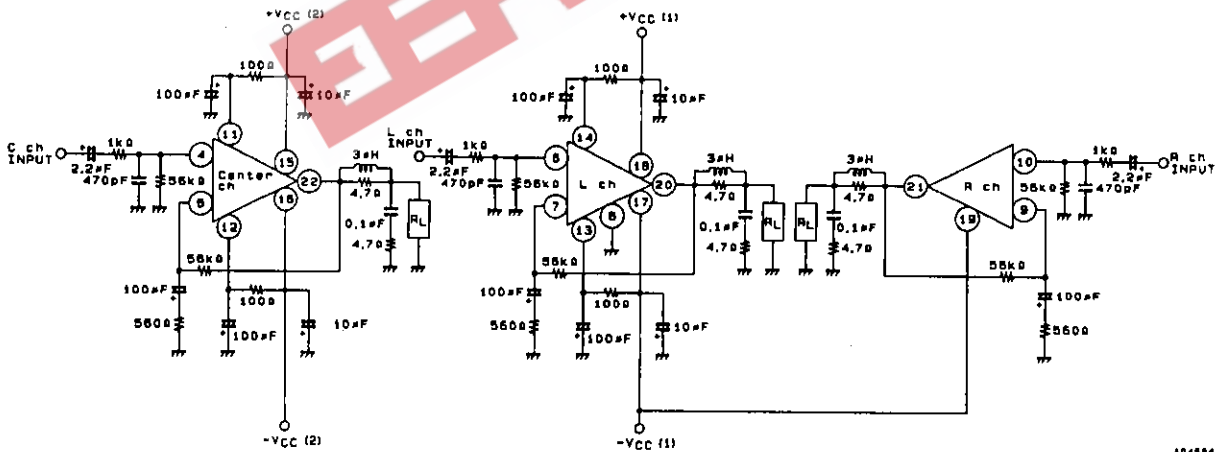 +VCC (2)
100Ω
100µF
10µF
11
C ch
INPUT
1kΩ
2.2µF
470pF
56kΩ
4
5
Center
ch
15
16
22
12
3µH
4.7Ω
0.1µF
4.7Ω
RL
56kΩ
100µF
560Ω
100Ω
100µF
10µF
-VCC (2)
+VCC (1)
100Ω
100µF
10µF
14
L ch
INPUT
1kΩ
2.2µF
470pF
56kΩ
7
L ch
18
17
20
6
13
3µH
4.7Ω
0.1µF
4.7Ω
RL
56kΩ
100µF
560Ω
100Ω
100µF
10µF
-VCC (1)
3µH
4.7Ω
RL
0.1µF
4.7Ω
21
R ch
19
10
9
1kΩ
R ch
INPUT
2.2µF
56kΩ
470pF
56kΩ
100µF
560Ω